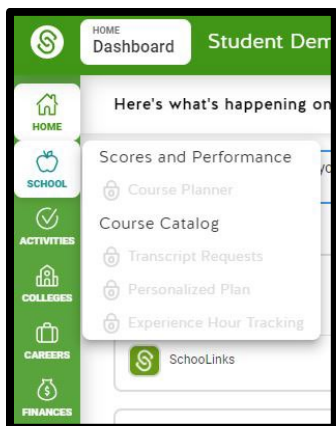 HOME
Dashboard
Student Dem
HOME
Here's what's happening on
SCHOOL
Scores and Performance
Course Planner
Course Catalog
Transcript Requests
Personalized Plan
Experience Hour Tracking
ACTIVITIES
COLLEGES
CAREERS
SchooLinks
FINANCES